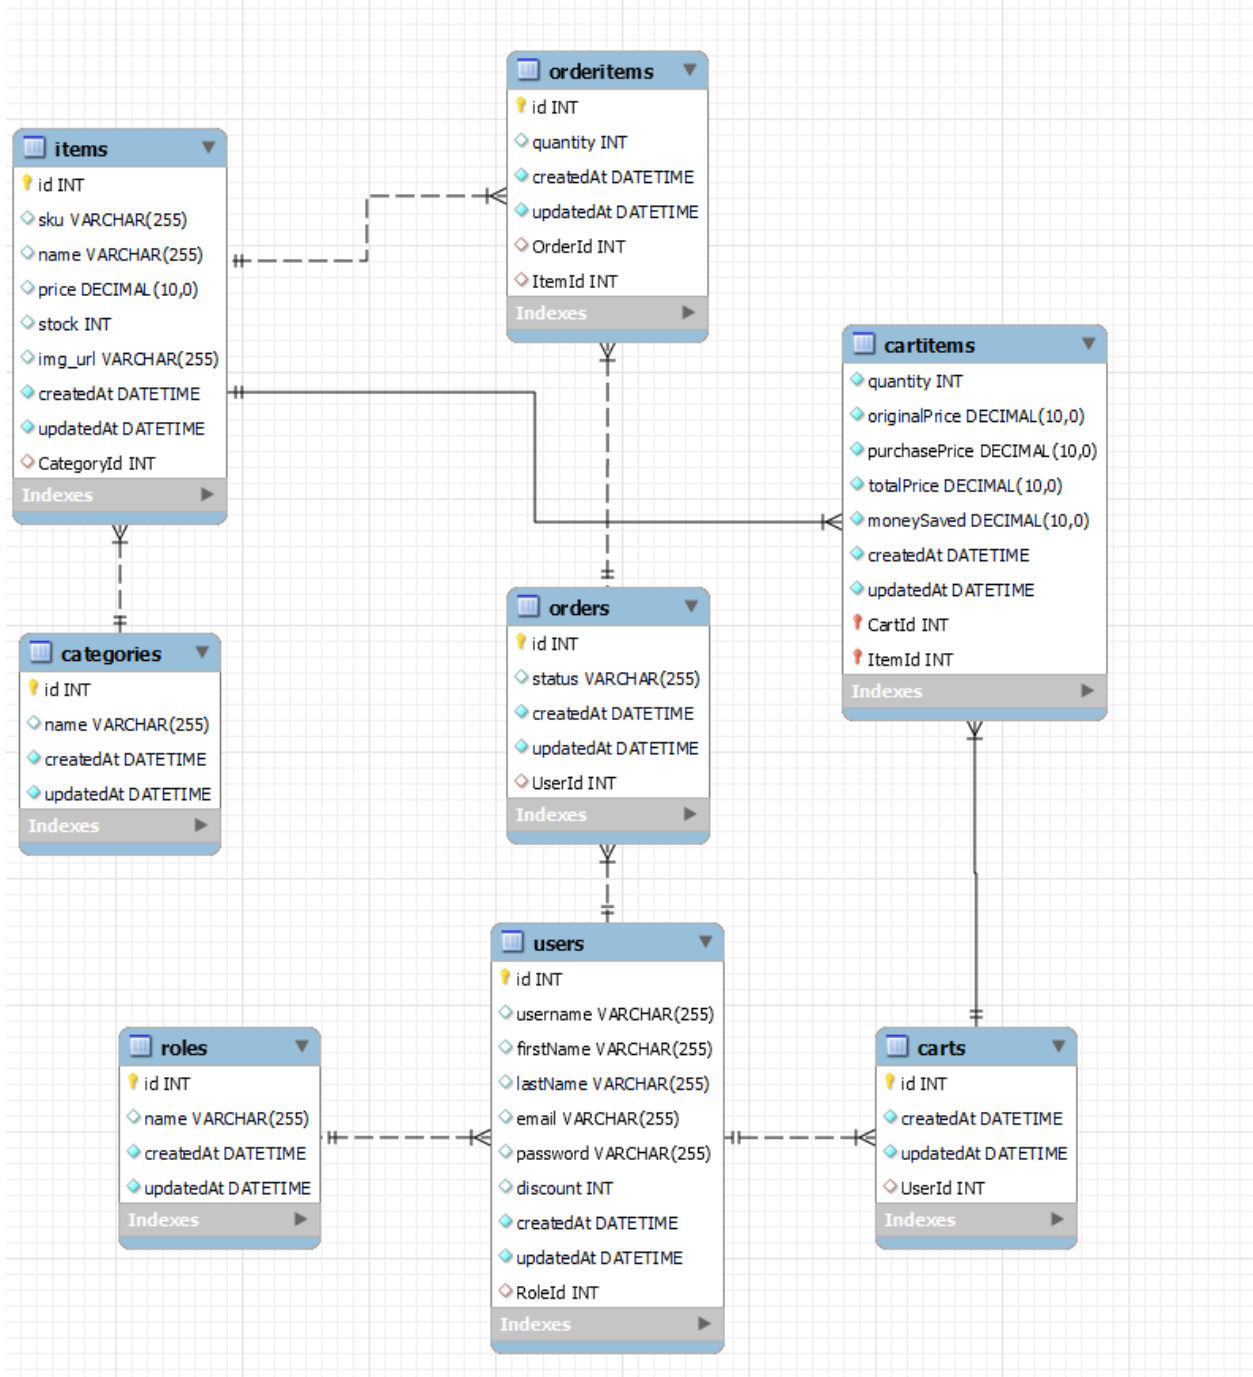 orderitems
id INT
quantity INT
createdAt DATETIME
updatedAt DATETIME
OrderId INT
ItemId INT
Indexes
items
id INT
sku VARCHAR(255)
name VARCHAR(255)
price DECIMAL(10,0)
stock INT
img_url VARCHAR(255)
createdAt DATETIME
updatedAt DATETIME
CategoryId INT
Indexes
cartitems
quantity INT
originalPrice DECIMAL(10,0)
purchasePrice DECIMAL(10,0)
totalPrice DECIMAL(10,0)
moneySaved DECIMAL(10,0)
createdAt DATETIME
updatedAt DATETIME
CartId INT
ItemId INT
Indexes
orders
id INT
status VARCHAR(255)
createdAt DATETIME
updatedAt DATETIME
UserId INT
Indexes
categories
id INT
name VARCHAR(255)
createdAt DATETIME
updatedAt DATETIME
Indexes
users
id INT
username VARCHAR(255)
firstName VARCHAR(255)
lastName VARCHAR(255)
email VARCHAR(255)
password VARCHAR(255)
discount INT
createdAt DATETIME
updatedAt DATETIME
RoleId INT
Indexes
roles
id INT
name VARCHAR(255)
createdAt DATETIME
updatedAt DATETIME
Indexes
carts
id INT
createdAt DATETIME
updatedAt DATETIME
UserId INT
Indexes